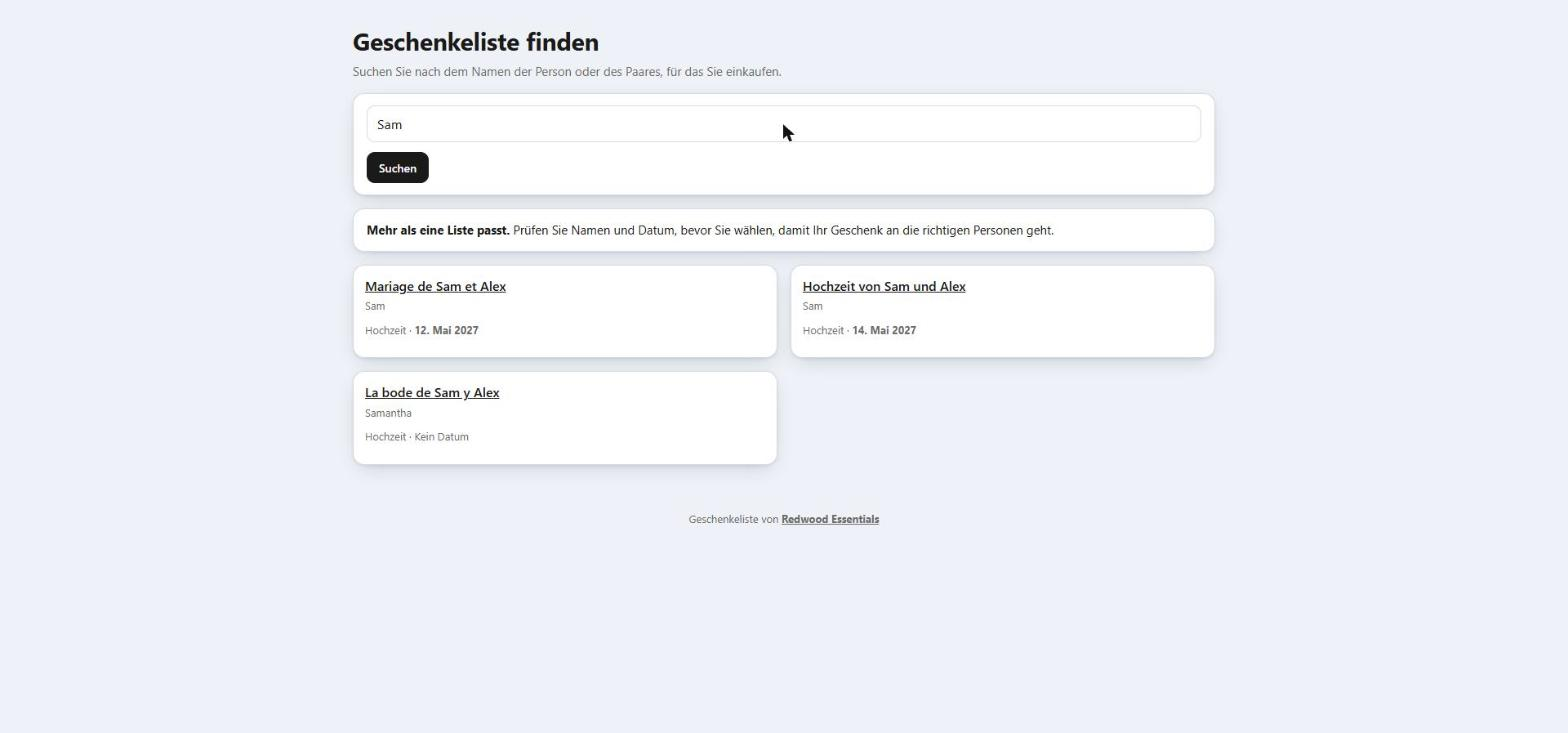 Geschenkeliste finden
Suchen Sie nach dem Namen der Person oder des Paares, für das Sie einkaufen.
Sam
Suchen
Mehr als eine Liste passt. Prüfen Sie Namen und Datum, bevor Sie wählen, damit Ihr Geschenk an die richtigen Personen geht.
Mariage de Sam et Alex
Sam
Hochzeit · 12. Mai 2027
Hochzeit von Sam und Alex
Sam
Hochzeit · 14. Mai 2027
La bode de Sam y Alex
Samantha
Hochzeit · Kein Datum
Geschenkeliste von Redwood Essentials